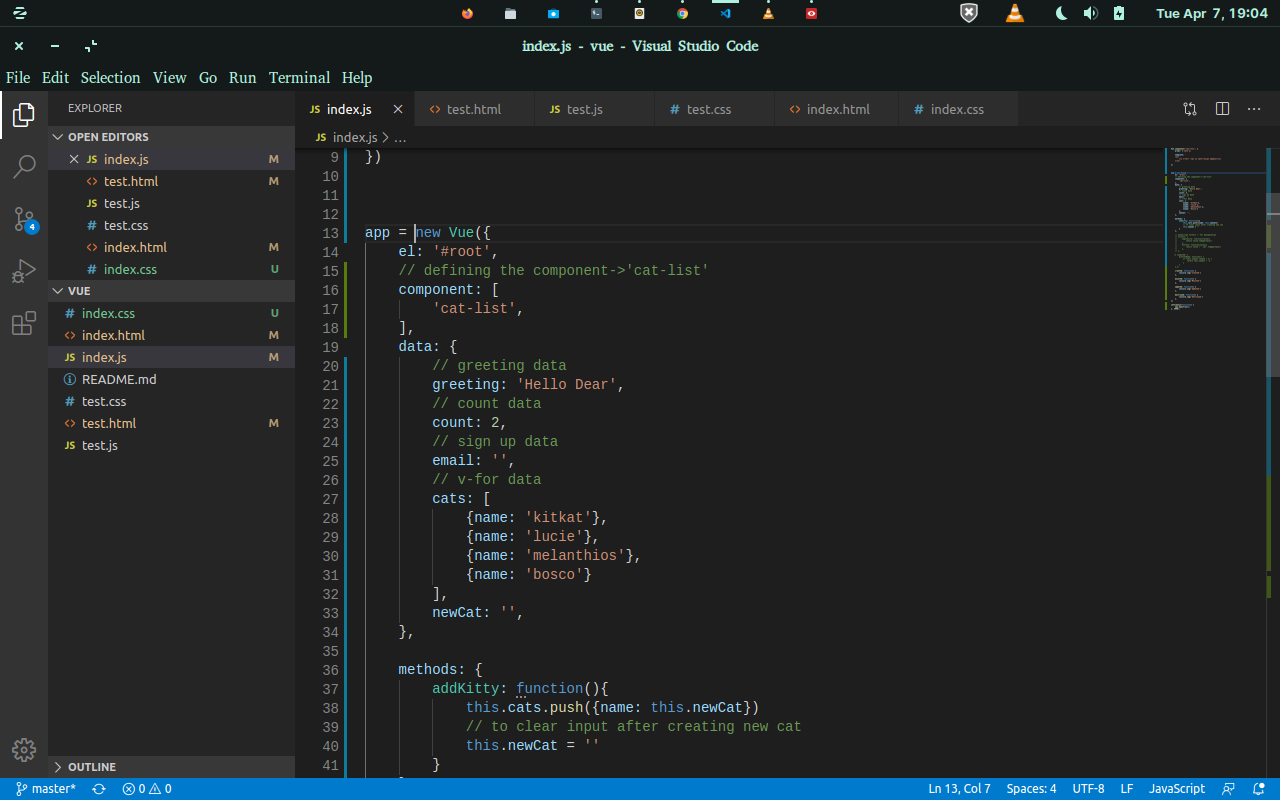 Tue Apr 7, 19:04
index.js - vue - Visual Studio Code
File Edit Selection View Go Run Terminal Help
EXPLORER
OPEN EDITORS
JS index.js M
<> test.html M
JS test.js
# test.css
<> index.html M
# index.css U
VUE
# index.css U
<> index.html M
JS index.js M
README.md
# test.css
<> test.html M
JS test.js
OUTLINE
4
JS index.js <> test.html JS test.js # test.css <> index.html # index.css
JS index.js > ...
9 })
10
11
12
13 app = new Vue({
14     el: '#root',
15     // defining the component->'cat-list'
16     component: [
17         'cat-list',
18     ],
19     data: {
20         // greeting data
21         greeting: 'Hello Dear',
22         // count data
23         count: 2,
24         // sign up data
25         email: '',
26         // v-for data
27         cats: [
28             {name: 'kitkat'},
29             {name: 'lucie'},
30             {name: 'melanthios'},
31             {name: 'bosco'}
32         ],
33         newCat: '',
34     },
35
36     methods: {
37         addKitty: function(){
38             this.cats.push({name: this.newCat})
39             // to clear input after creating new cat
40             this.newCat = ''
41         }
master* 0 0 Ln 13, Col 7 Spaces: 4 UTF-8 LF JavaScript